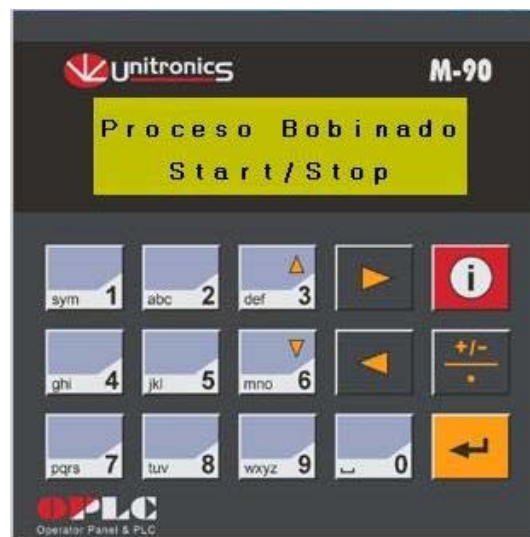 Unitronics M-90
Proceso Bobinado
Start/Stop
sym 1 abc 2 def 3 i
ghi 4 jkl 5 mno 6 +/- .
pqrs 7 tuv 8 wxyz 9 0
OPLC
Operator Panel & PLC